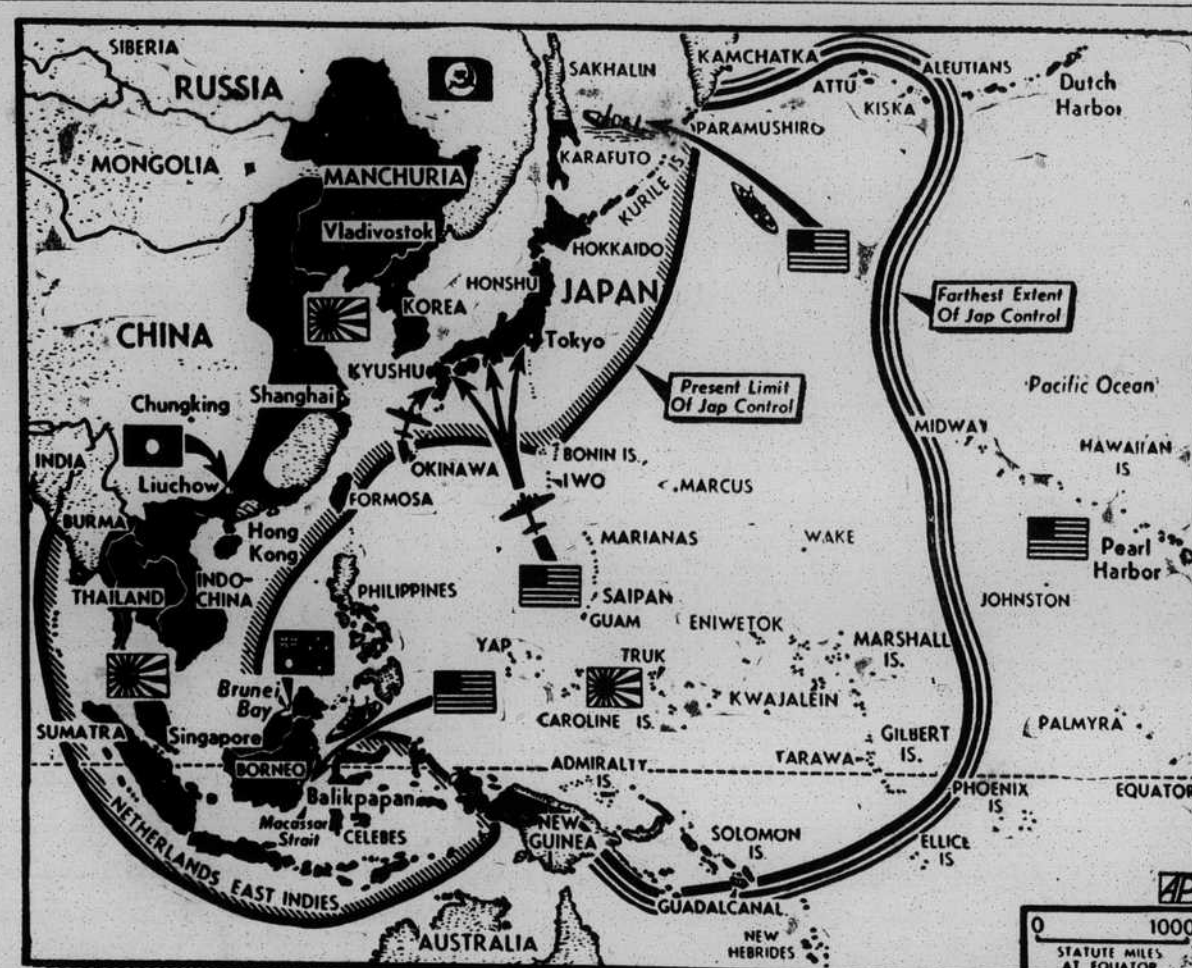 SIBERIA
RUSSIA
MONGOLIA
MANCHURIA
Vladivostok
SAKHALIN
KAMCHATKA
ATTU
ALEUTIANS
KISKA
Dutch
Harbor
PARAMUSHIRO
KARAFUTO
KURILE IS
HOKKAIDO
HONSHU
JAPAN
KOREA
Farthest Extent
Of Jap Control
CHINA
Tokyo
KYUSHU
Present Limit
Of Jap Control
Pacific Ocean
Shanghai
Chungking
MIDWAY
HAWAIIAN
IS
INDIA
Liuchow
OKINAWA
BONIN IS.
IWO
MARCUS
FORMOSA
BURMA
Hong
Kong
MARIANAS
WAKE
Pearl
Harbor
THAILAND
INDO-
CHINA
PHILIPPINES
SAIPAN
GUAM
ENIWETOK
JOHNSTON
YAP
TRUK
MARSHALL
IS.
Brunei
Bay
KWAJALEIN
CAROLINE IS.
SUMATRA
Singapore
GILBERT
IS.
PALMYRA
BORNEO
ADMIRALTY
IS.
TARAWA
Balikpapan
PHOENIX
IS
EQUATOR
Macassar
Strait
CELEBES
NEW
GUINEA
SOLOMON
IS.
ELLICE
IS
NETHERLANDS EAST INDIES
GUADALCANAL
AP
AUSTRALIA
NEW
HEBRIDES
0 1000
STATUTE MILES
AT EQUATOR